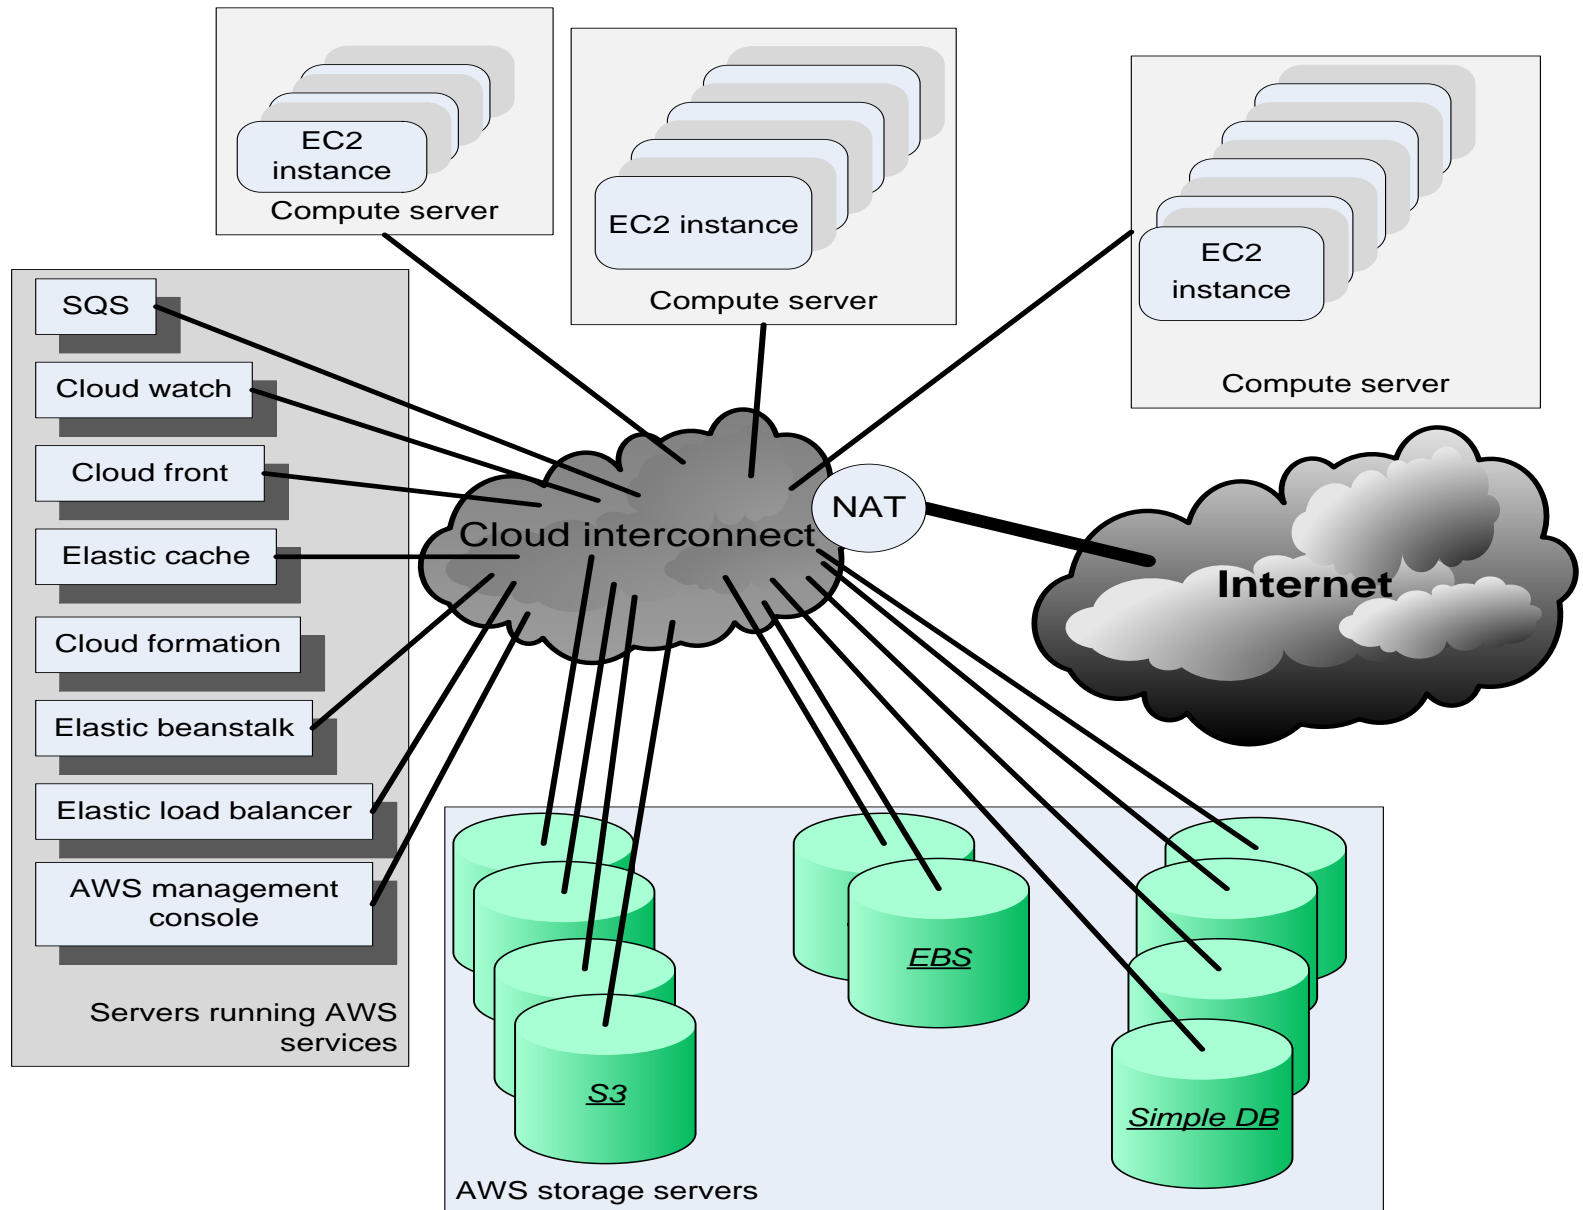 EC2
instance
Compute server
EC2 instance
Compute server
EC2
instance
Compute server
SQS
Cloud watch
Cloud front
Elastic cache
Cloud formation
Elastic beanstalk
Elastic load balancer
AWS management
console
Servers running AWS
services
Cloud interconnect
NAT
Internet
S3
EBS
Simple DB
AWS storage servers